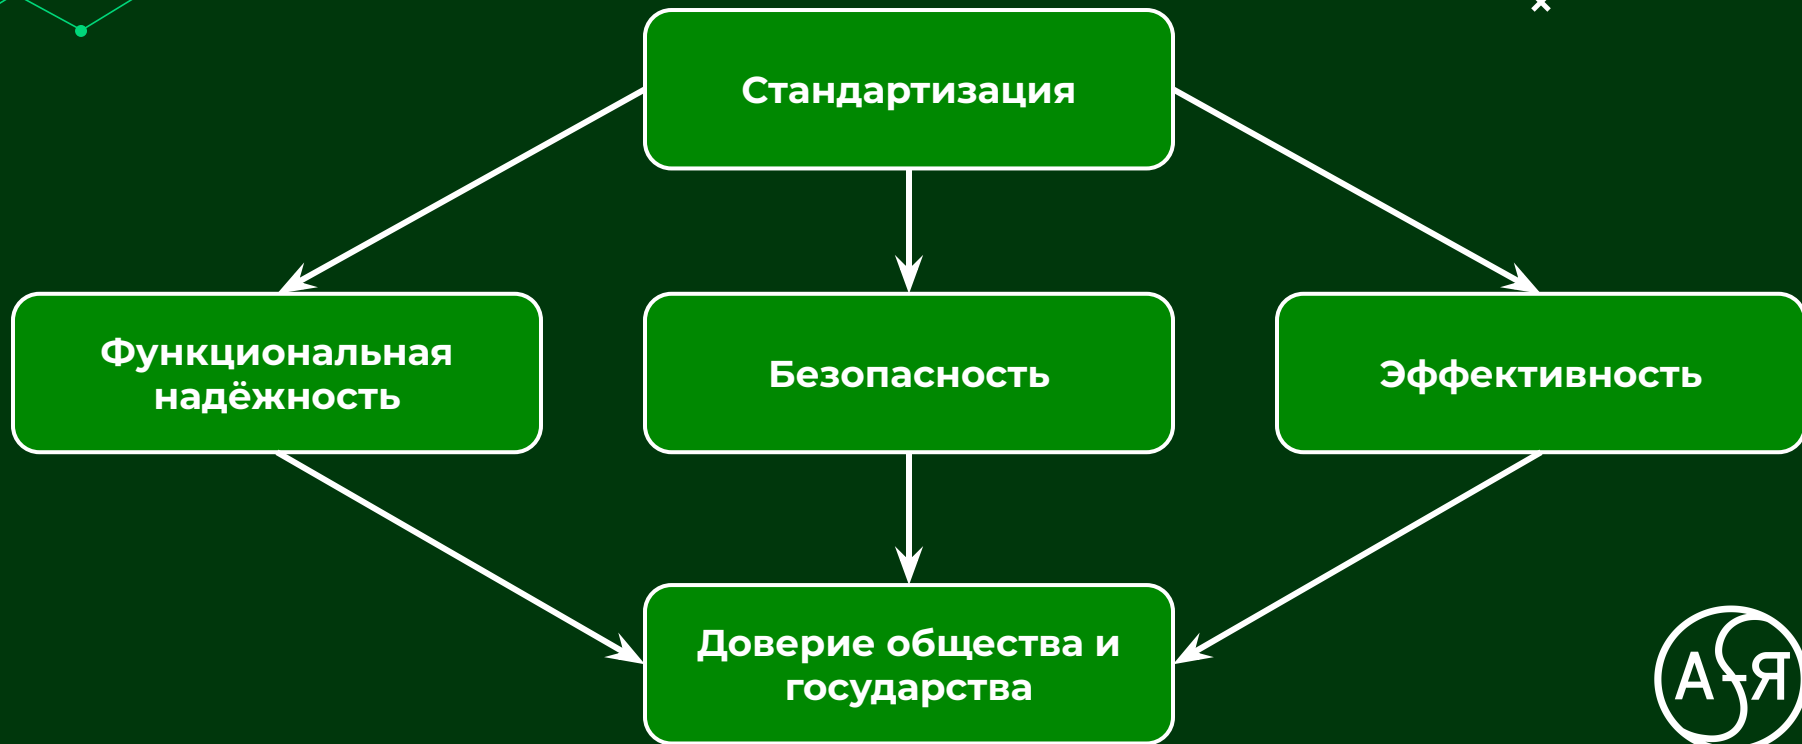 Стандартизация
Функциональная
надёжность
Безопасность
Эффективность
Доверие общества и
государства
А-Я